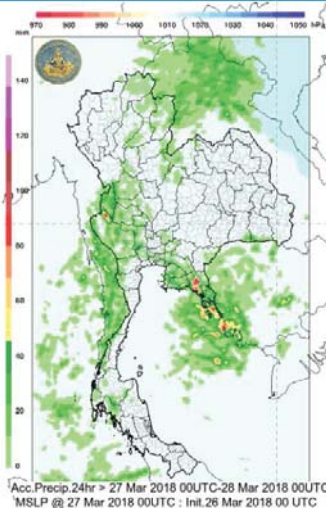 970 980 990 1000 1010 1020 1030 1040 1050 hPa
mm
140
120
100
80
60
40
20
0
Acc.Precip.24hr > 27 Mar 2018 00UTC-28 Mar 2018 00UTC
MSLP @ 27 Mar 2018 00UTC : Init.26 Mar 2018 00 UTC